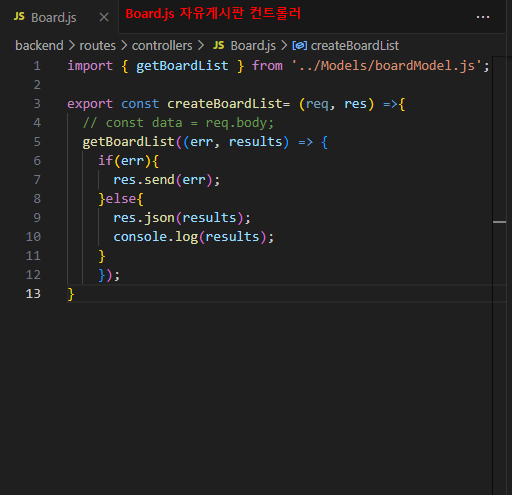 JS Board.js × Board.js 자유게시판 컨트롤러 ...
backend > routes > controllers > JS Board.js > createBoardList
1 import { getBoardList } from '../Models/boardModel.js';
2
3 export const createBoardList= (req, res) =>{
4 // const data = req.body;
5 getBoardList((err, results) => {
6 if(err){
7 res.send(err);
8 }else{
9 res.json(results);
10 console.log(results);
11 }
12 });
13 }